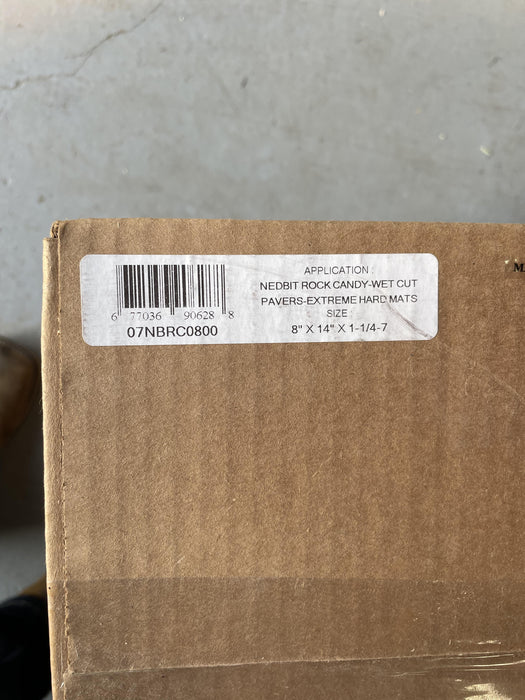 APPLICATION :
NEDBIT ROCK CANDY-WET CUT
PAVERS-EXTREME HARD MATS
SIZE :
8" X 14" X 1-1/4-7
6 77036 90628 8
07NBRC0800
M